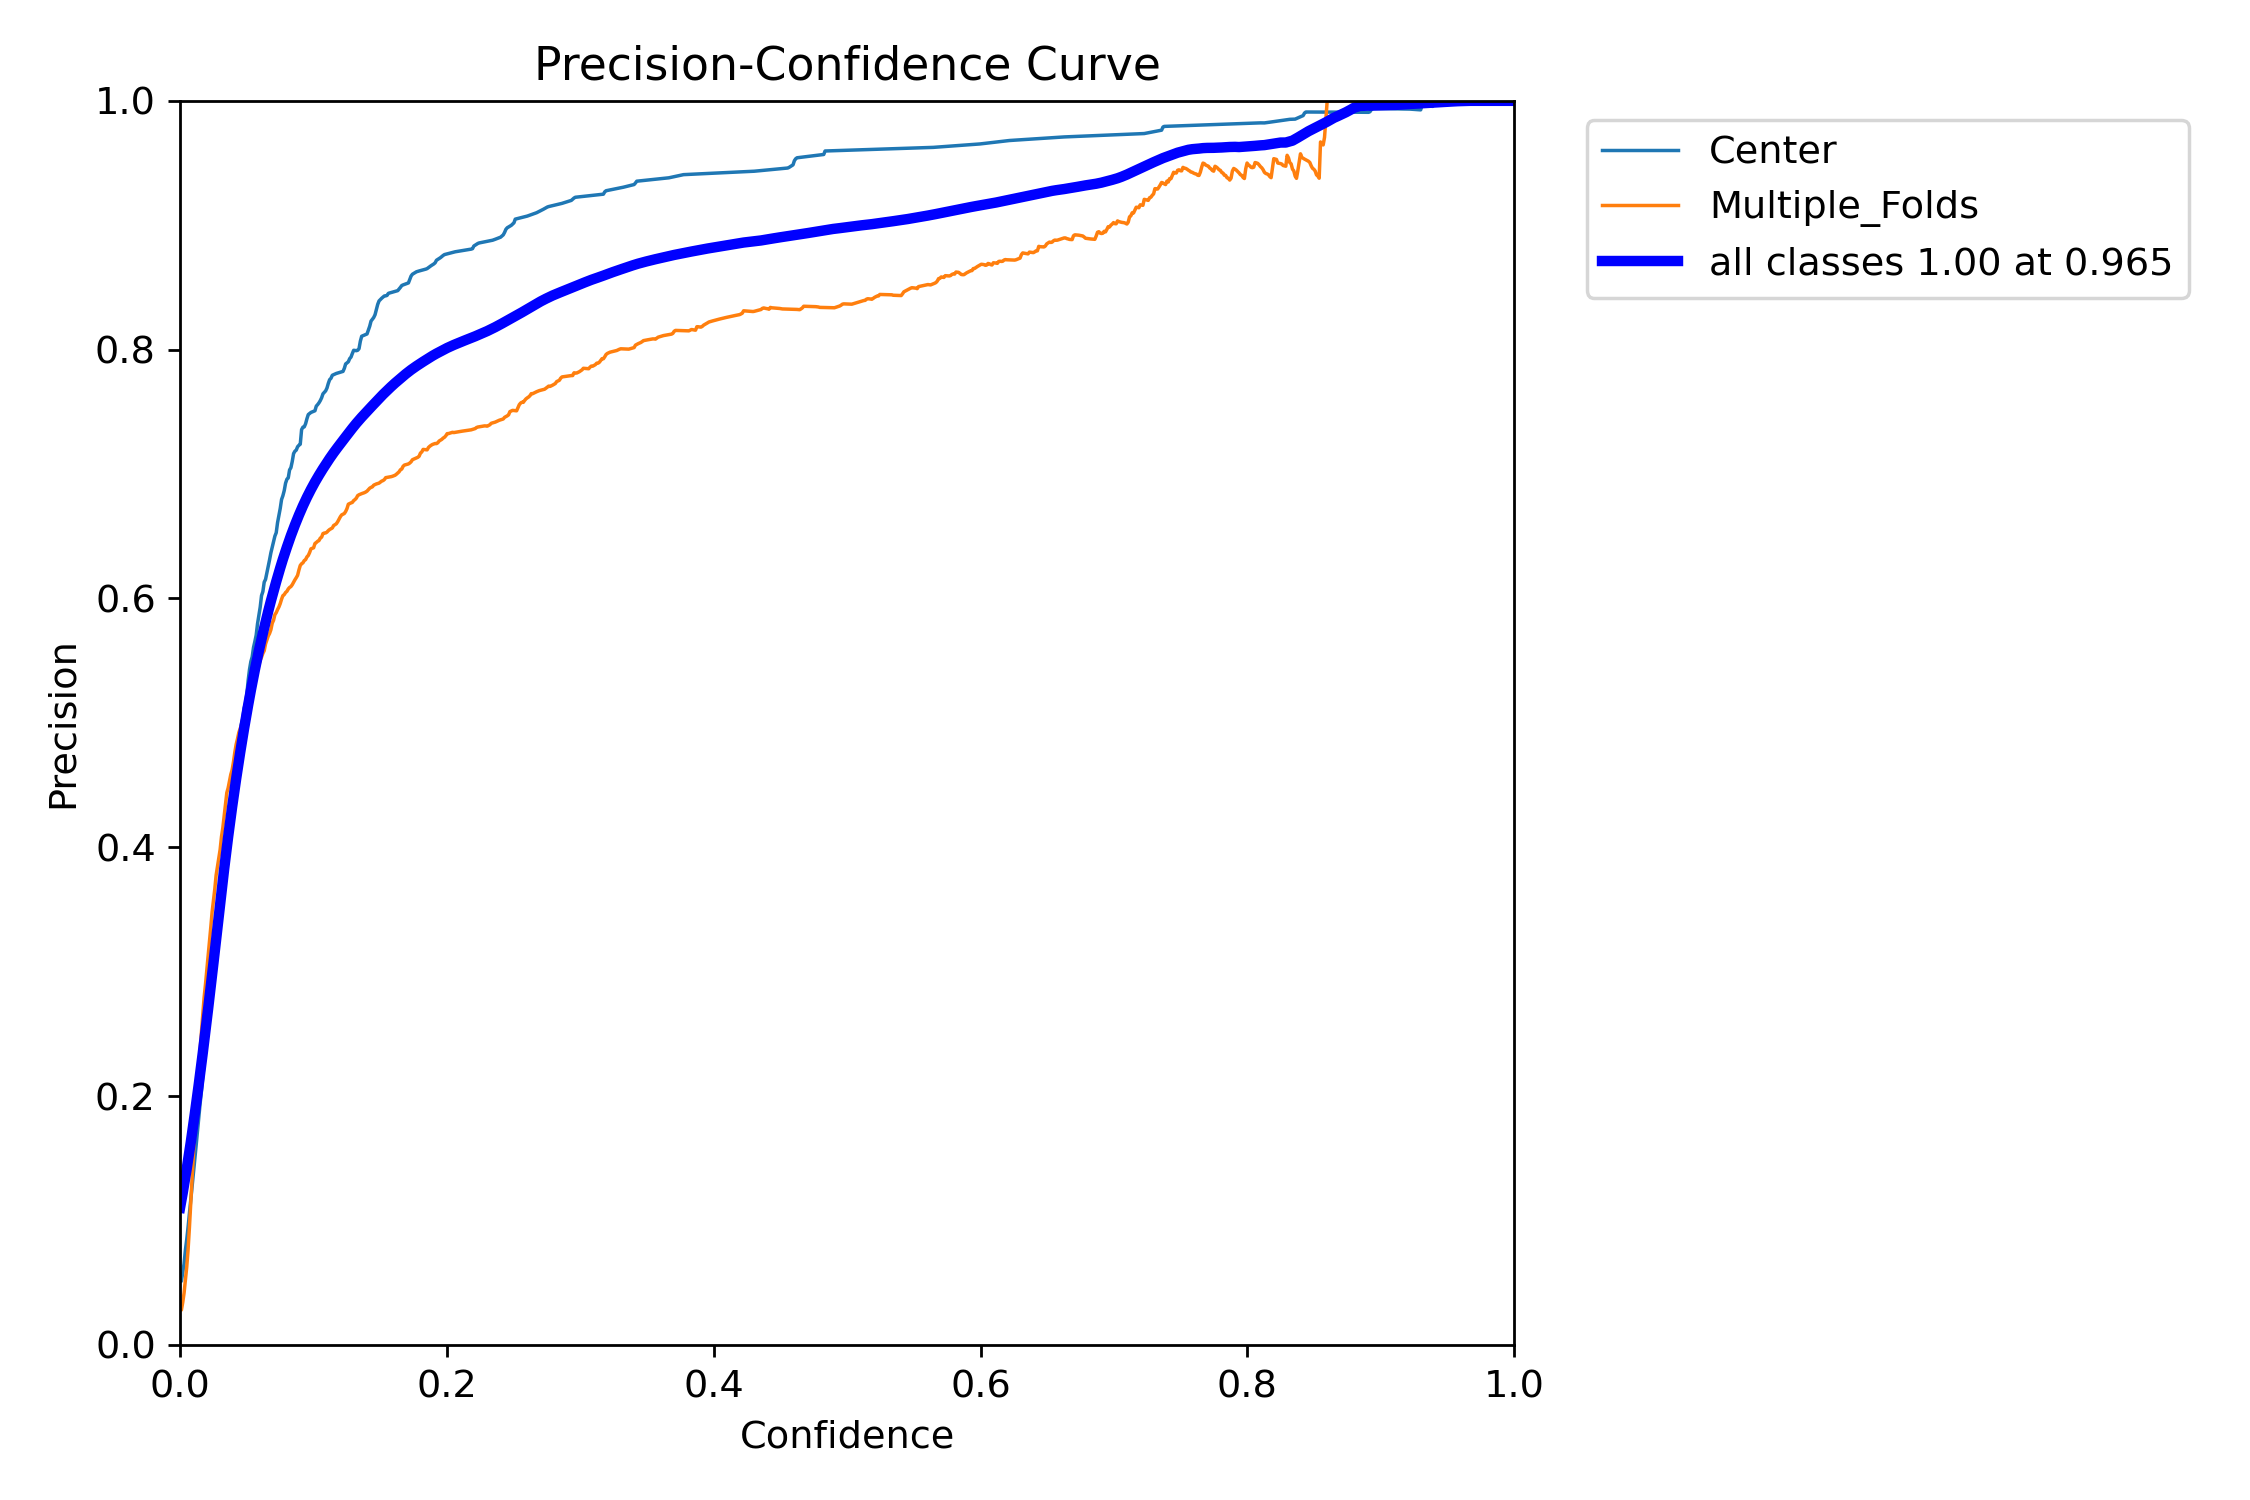 Precision-Confidence Curve
1.0
0.8
0.6
0.4
0.2
0.0
Precision
0.0 0.2 0.4 0.6 0.8 1.0
Confidence
Center
Multiple_Folds
all classes 1.00 at 0.965